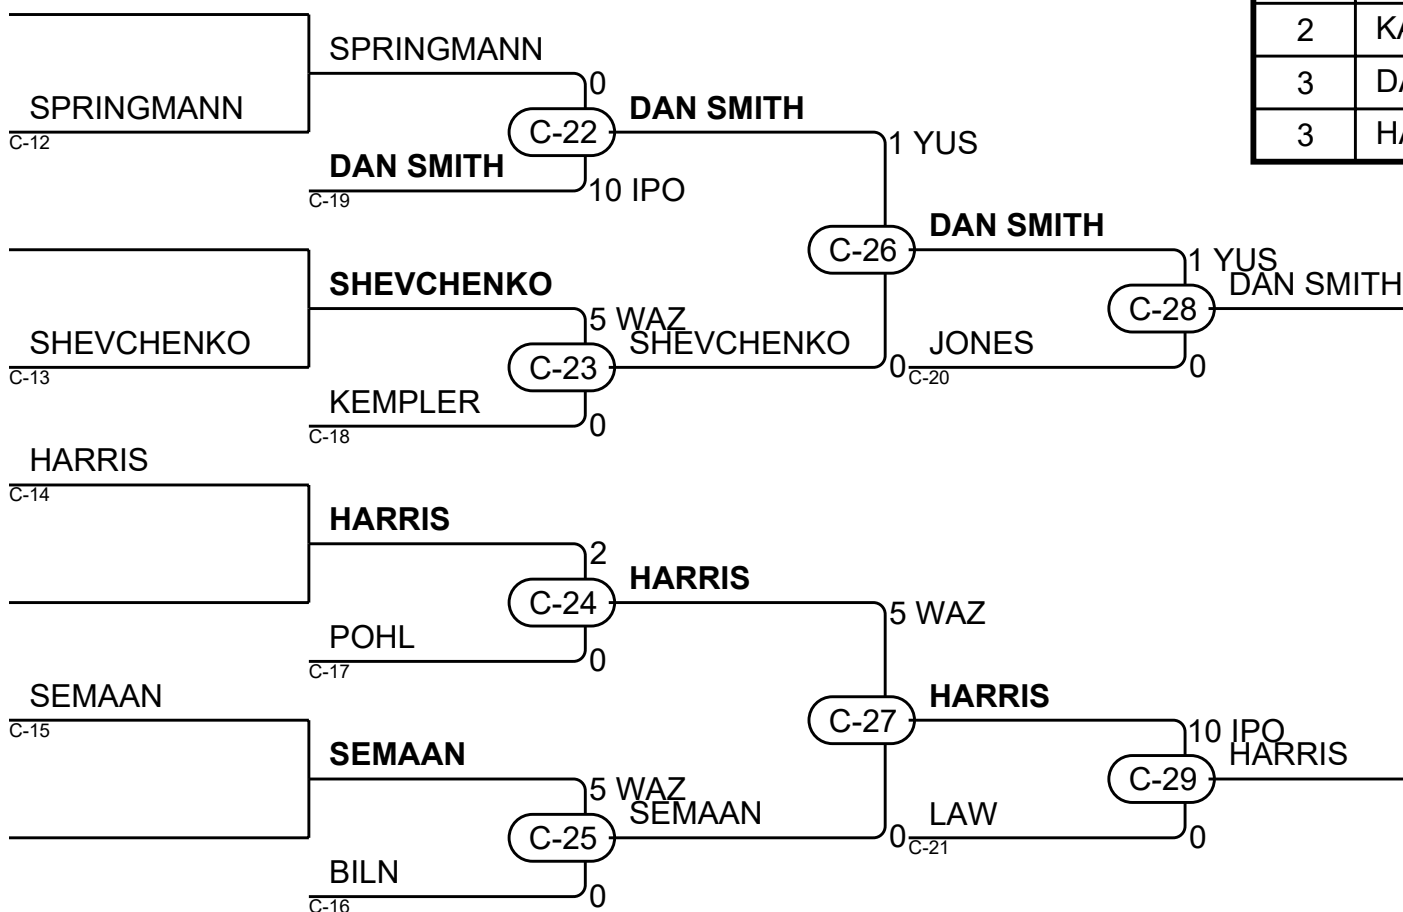 SPRINGMANN
2 KA
SPRINGMANN
C-12
0
C-22
DAN SMITH
1 YUS
3 DA
3 HA
DAN SMITH
C-19
10 IPO
DAN SMITH
C-26
SHEVCHENKO
5 WAZ
1 YUS
DAN SMITH
C-28
SHEVCHENKO
C-13
C-23
SHEVCHENKO
0
JONES
C-20
0
KEMPLER
C-18
0
HARRIS
C-14
HARRIS
2
C-24
HARRIS
5 WAZ
POHL
C-17
0
SEMAAN
C-15
C-27
HARRIS
10 IPO
HARRIS
C-29
SEMAAN
5 WAZ
SEMAAN
C-25
0
LAW
C-21
0
BILN
C-16
0